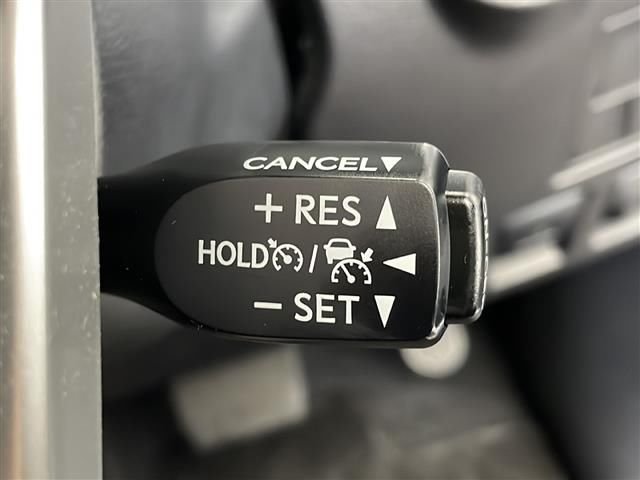 CANCEL▼
+ RES ▲
HOLD / ◀
− SET ▼